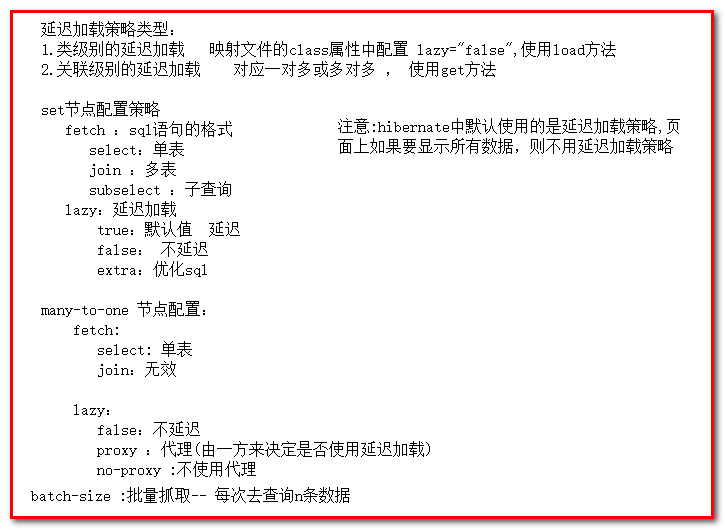 延迟加载策略类型：
1.类级别的延迟加载 映射文件的class属性中配置 lazy="false",使用load方法
2.关联级别的延迟加载 对应一对多或多对多 ， 使用get方法
set节点配置策略
fetch ：sql语句的格式
select：单表
join ：多表
subselect ：子查询
lazy：延迟加载
true：默认值 延迟
false： 不延迟
extra：优化sql
注意:hibernate中默认使用的是延迟加载策略,页
面上如果要显示所有数据，则不用延迟加载策略
many-to-one 节点配置：
fetch:
select: 单表
join：无效
lazy：
false：不延迟
proxy ：代理(由一方来决定是否使用延迟加载)
no-proxy :不使用代理
batch-size :批量抓取-- 每次去查询n条数据